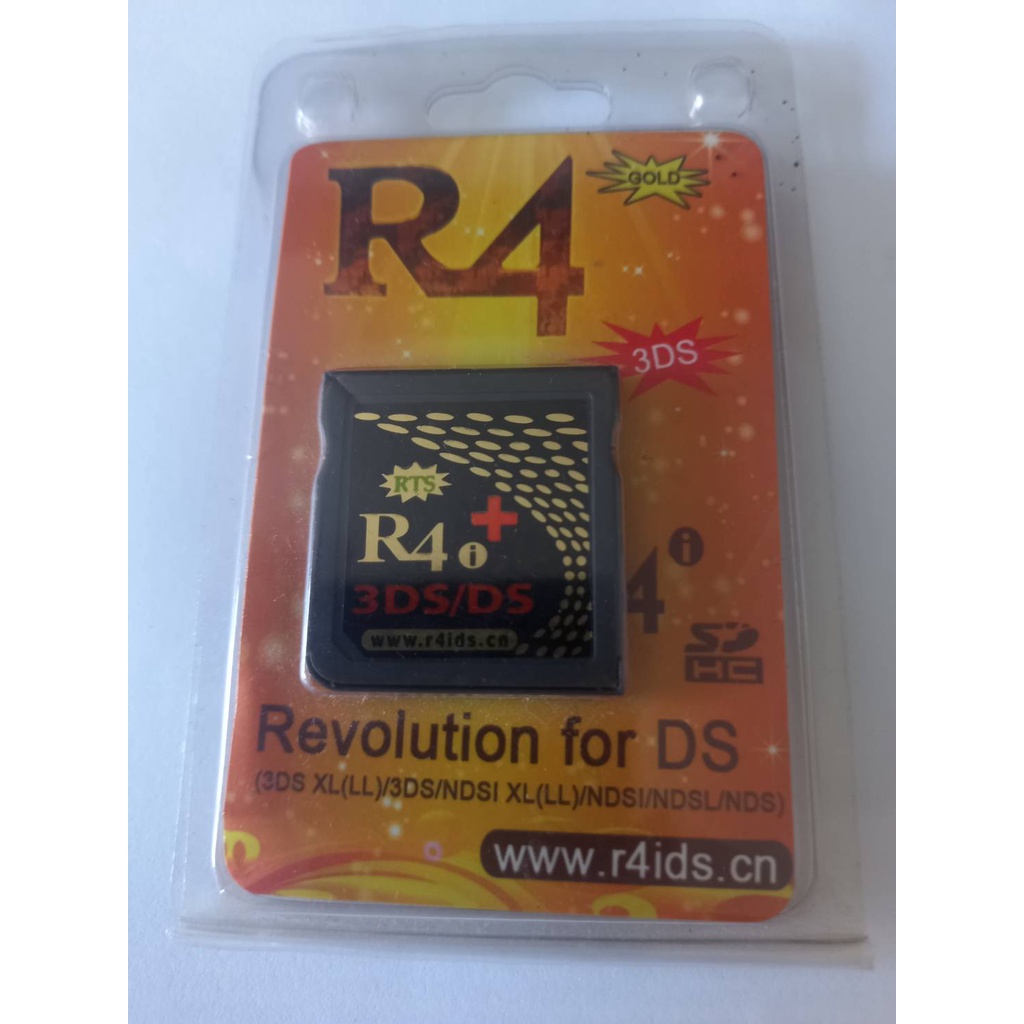 R4
GOLD
3DS
RTS
R4i+
3DS/DS
www.r4ids.cn
4i
SD
HC
Revolution for DS
(3DS XL(LL)/3DS/NDSI XL(LL)/NDSI/NDSL/NDS)
www.r4ids.cn